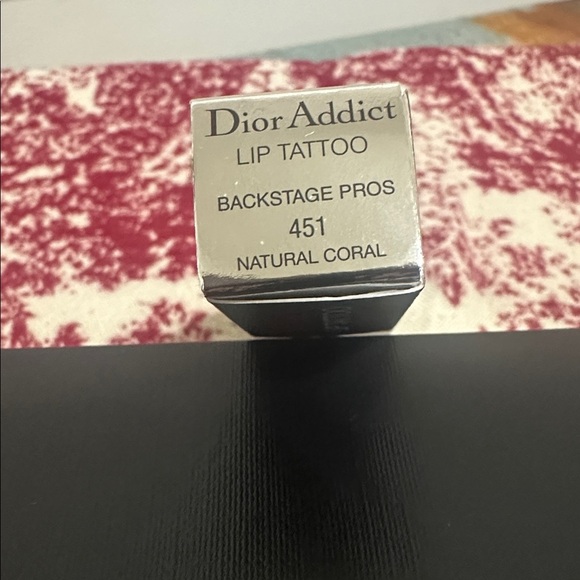 Dior Addict
LIP TATTOO
BACKSTAGE PROS
451
NATURAL CORAL